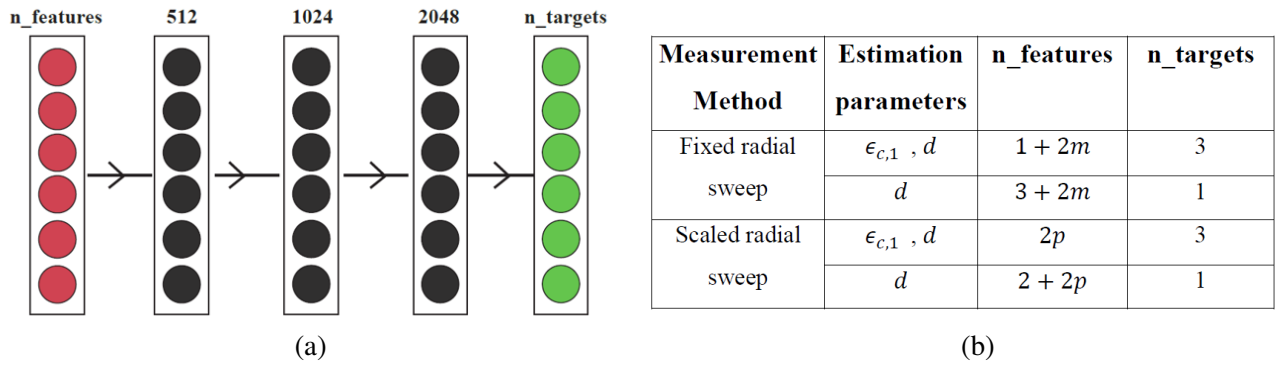 n_features 512 1024 2048 n_targets
(a)
Measurement Method Estimation parameters n_features n_targets
Fixed radial sweep ϵ_{c,1} , d 1 + 2m 3
d 3 + 2m 1
Scaled radial sweep ϵ_{c,1} , d 2p 3
d 2 + 2p 1
(b)